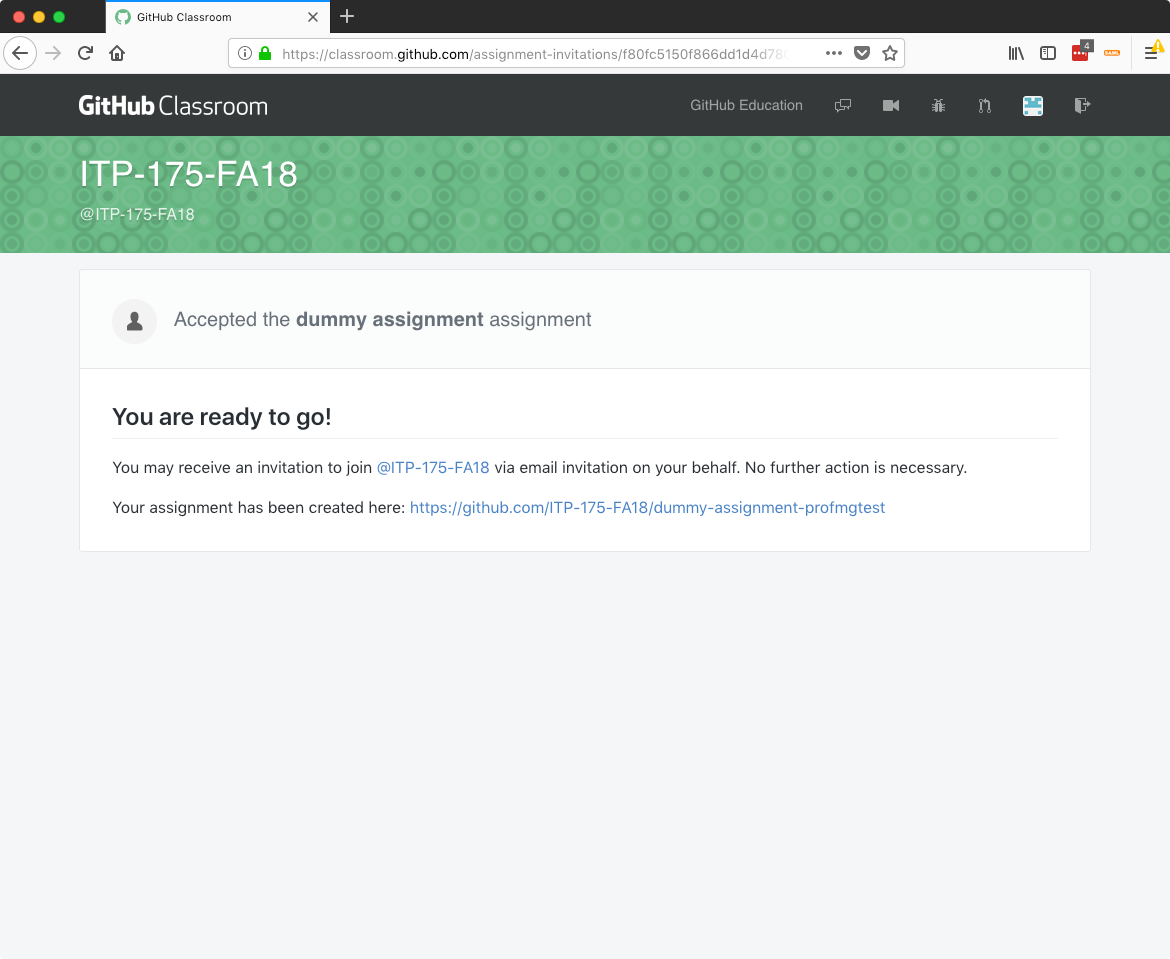 GitHub Classroom
https://classroom.github.com/assignment-invitations/f80fc5150f866dd1d4d78
4
GitHub Classroom
GitHub Education
ITP-175-FA18
@ITP-175-FA18
Accepted the dummy assignment assignment
You are ready to go!
You may receive an invitation to join @ITP-175-FA18 via email invitation on your behalf. No further action is necessary.
Your assignment has been created here: https://github.com/ITP-175-FA18/dummy-assignment-profmgtest